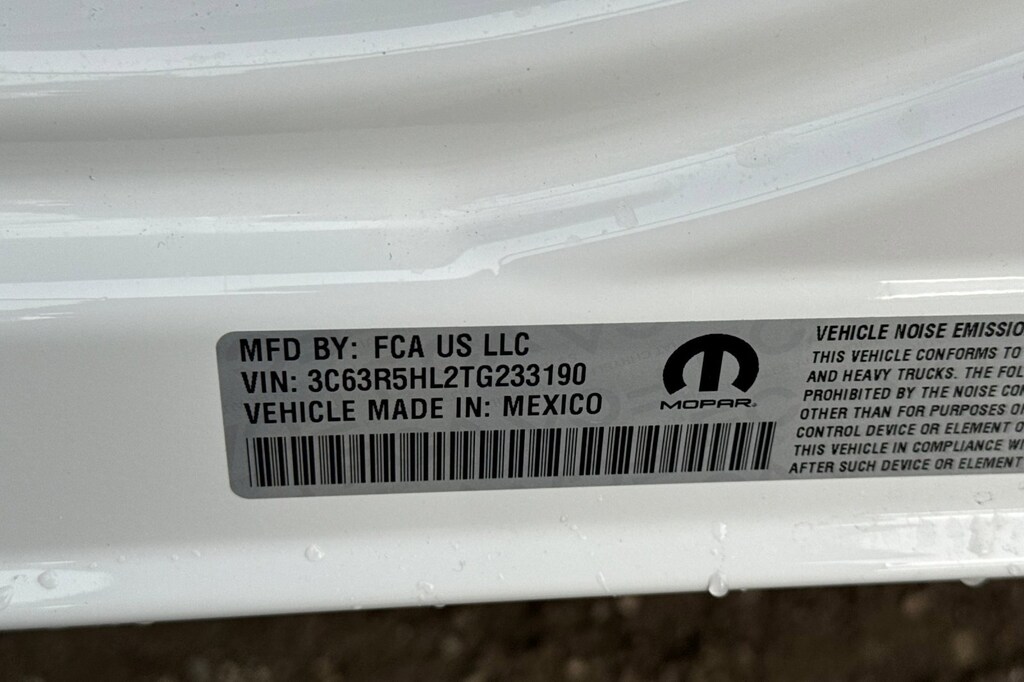 MFD BY: FCA US LLC
VIN: 3C63R5HL2TG233190
VEHICLE MADE IN: MEXICO
MOPAR
VEHICLE NOISE EMISSIO
THIS VEHICLE CONFORMS TO
AND HEAVY TRUCKS. THE FOL
PROHIBITED BY THE NOISE CON
OTHER THAN FOR PURPOSES O
CONTROL DEVICE OR ELEMENT O
THIS VEHICLE IN COMPLIANCE WI
AFTER SUCH DEVICE OR ELEMENT